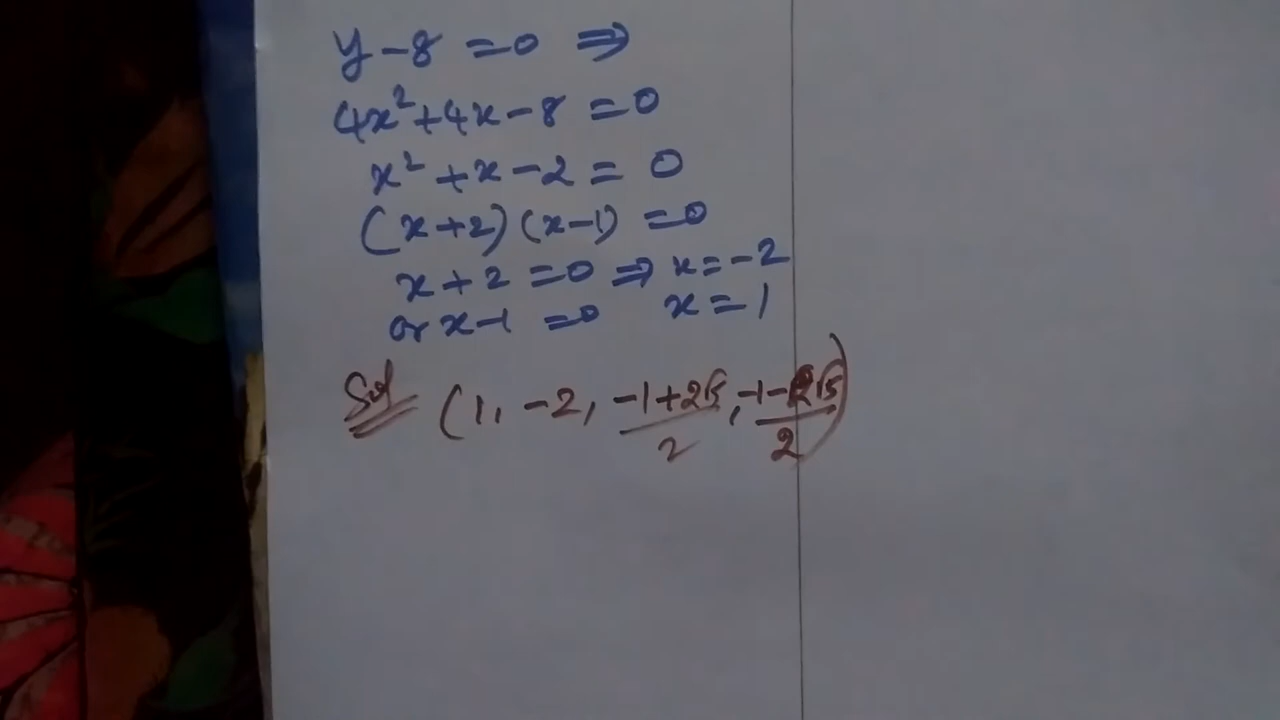 y-8 =0 ⇒
4x²+4x-8 =0
x²+x-2 = 0
(x+2)(x-1) =0
x+2 =0 ⇒ x=-2
or x-1 =0 x=1
Sol (1, -2, -1+2√5/2, -1-2√5/2)